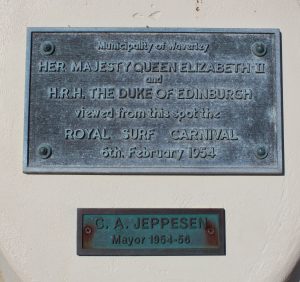 Municipality of Waverley
HER MAJESTY QUEEN ELIZABETH II
and
H.R.H. THE DUKE OF EDINBURGH
viewed from this spot the
ROYAL SURF CARNIVAL
6th. February 1954
C. A. JEPPESEN
Mayor 1954-56